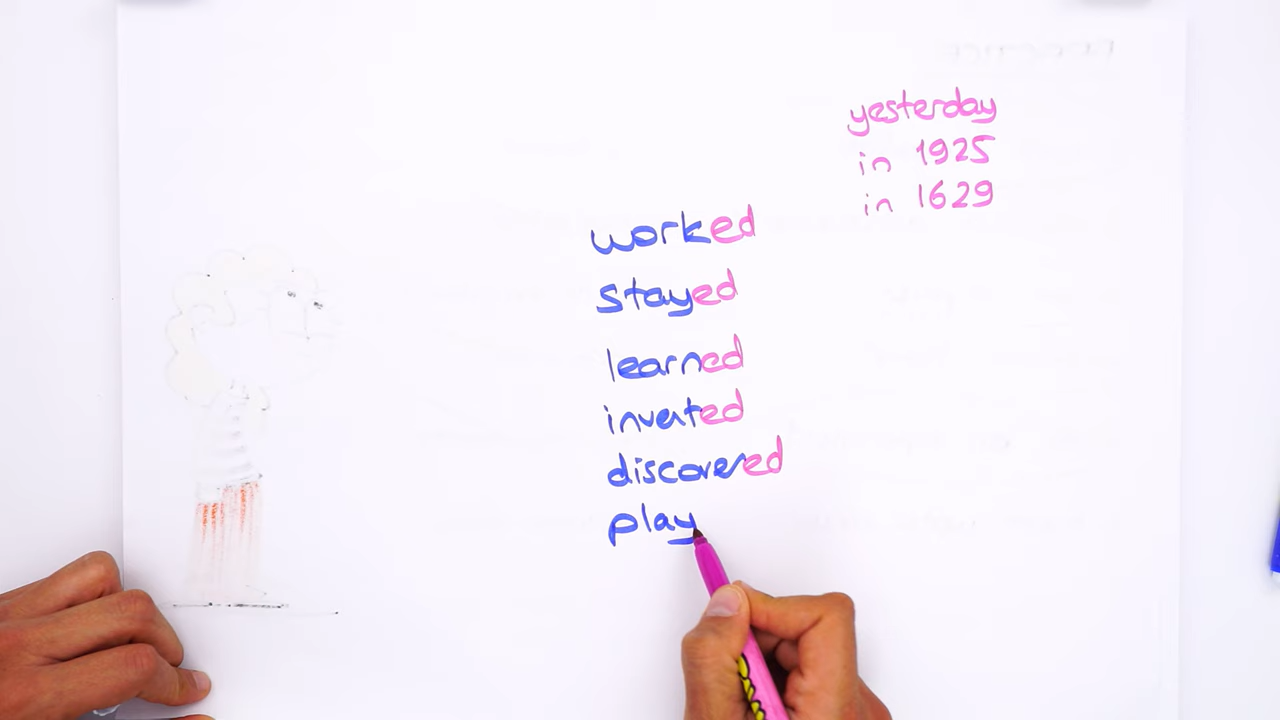 yesterday
in 1925
in 1629
worked
stayed
learned
invented
discovered
play